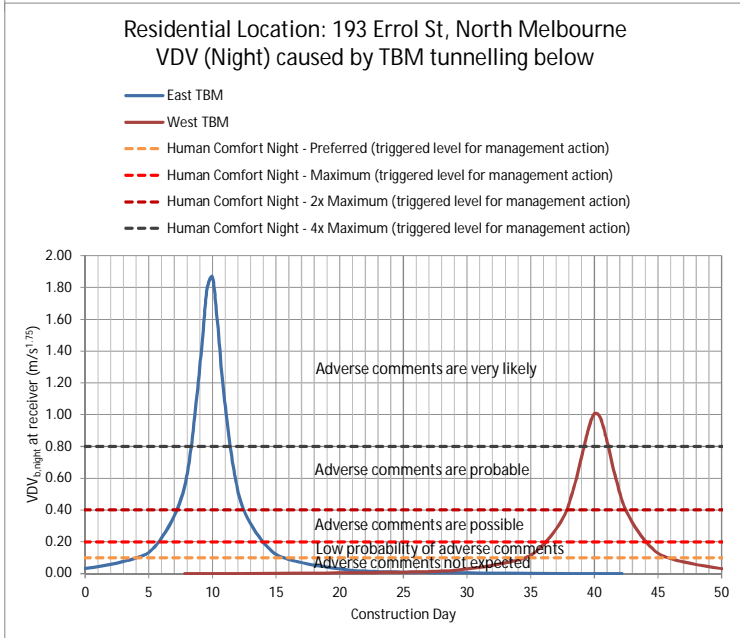 Residential Location: 193 Errol St, North Melbourne
VDV (Night) caused by TBM tunnelling below
East TBM
West TBM
Human Comfort Night - Preferred (triggered level for management action)
Human Comfort Night - Maximum (triggered level for management action)
Human Comfort Night - 2x Maximum (triggered level for management action)
Human Comfort Night - 4x Maximum (triggered level for management action)
VDVb,night at receiver (m/s1.75)
2.00
1.80
1.60
1.40
1.20
1.00
0.80
0.60
0.40
0.20
0.00
Adverse comments are very likely
Adverse comments are probable
Adverse comments are possible
Low probability of adverse comments
Adverse comments not expected
0 5 10 15 20 25 30 35 40 45 50
Construction Day